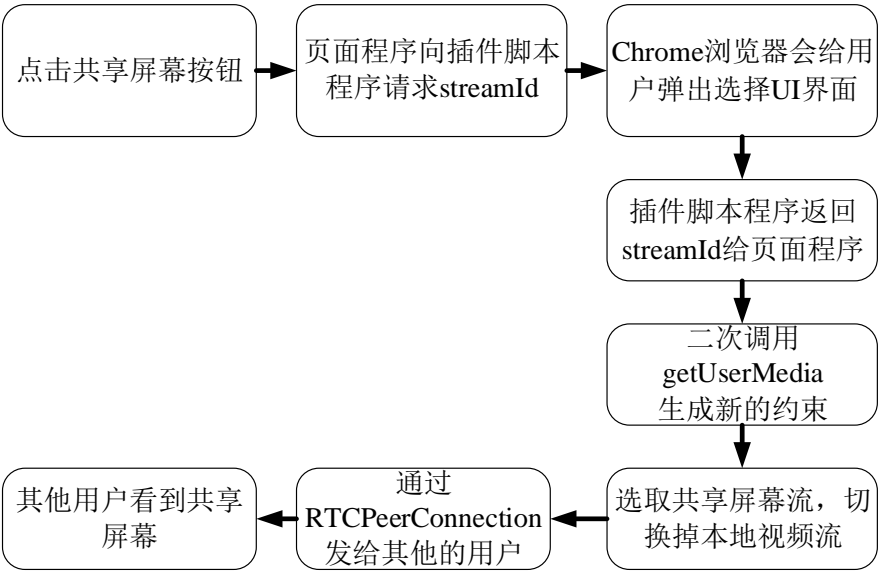 点击共享屏幕按钮
页面程序向插件脚本
程序请求streamId
Chrome浏览器会给用
户弹出选择UI界面
插件脚本程序返回
streamId给页面程序
二次调用
getUserMedia
生成新的约束
选取共享屏幕流，切
换掉本地视频流
通过
RTCPeerConnection
发给其他的用户
其他用户看到共享
屏幕